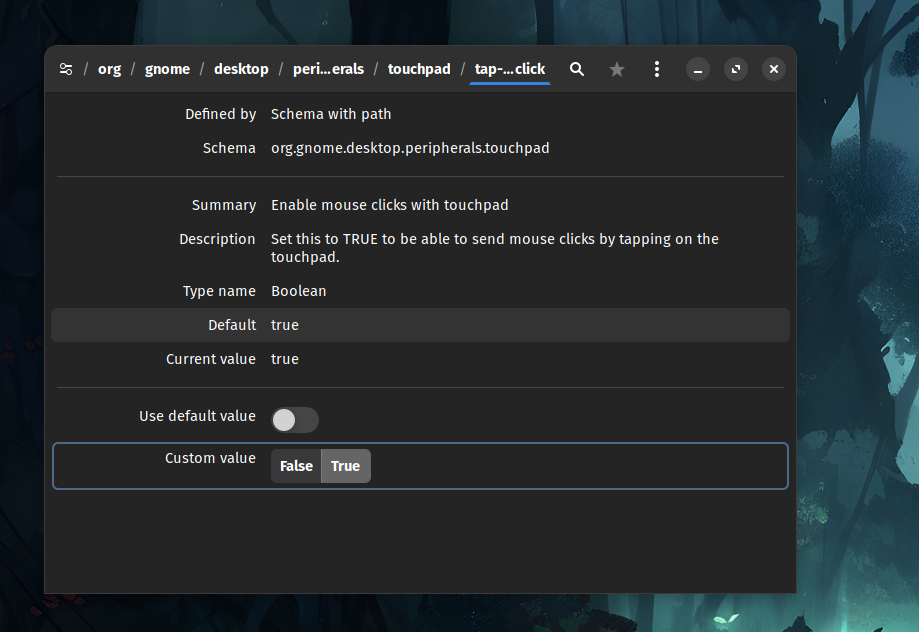 / org / gnome / desktop / peri...erals / touchpad / tap-...click
Defined by Schema with path
Schema org.gnome.desktop.peripherals.touchpad
Summary Enable mouse clicks with touchpad
Description Set this to TRUE to be able to send mouse clicks by tapping on the
touchpad.
Type name Boolean
Default true
Current value true
Use default value
Custom value False True